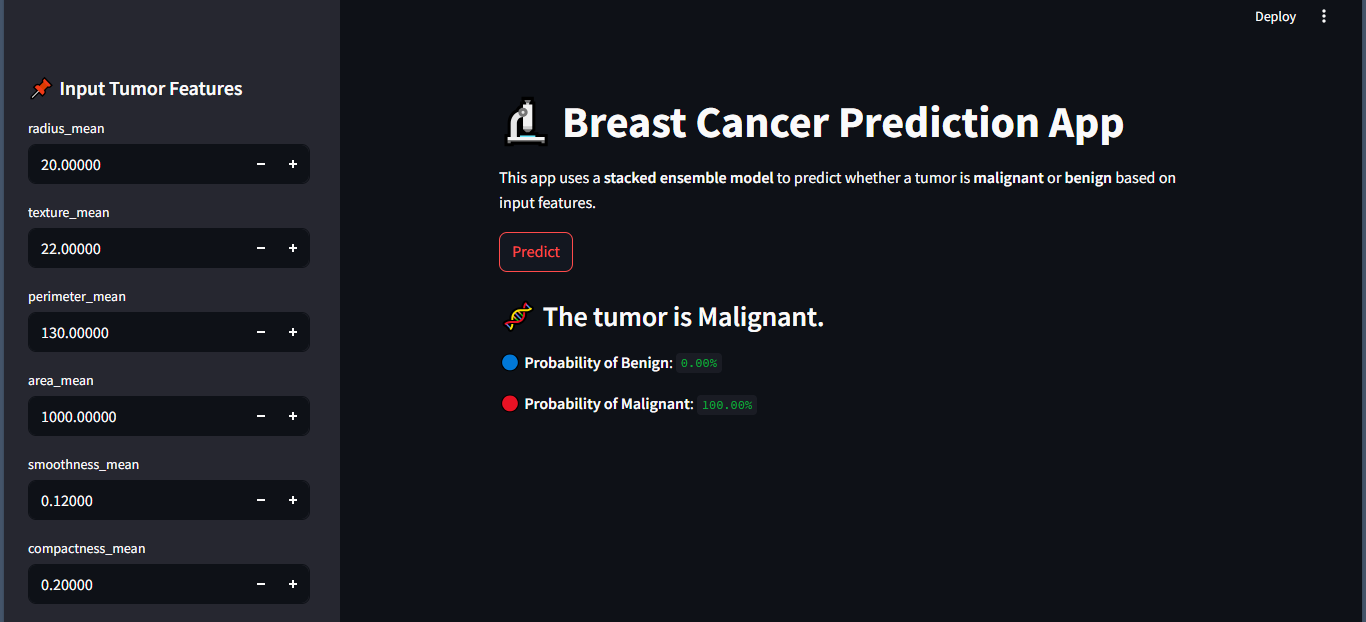 Deploy
Input Tumor Features
radius_mean
20.00000
texture_mean
22.00000
perimeter_mean
130.00000
area_mean
1000.00000
smoothness_mean
0.12000
compactness_mean
0.20000
Breast Cancer Prediction App
This app uses a stacked ensemble model to predict whether a tumor is malignant or benign based on
input features.
Predict
The tumor is Malignant.
Probability of Benign: 0.00%
Probability of Malignant: 100.00%